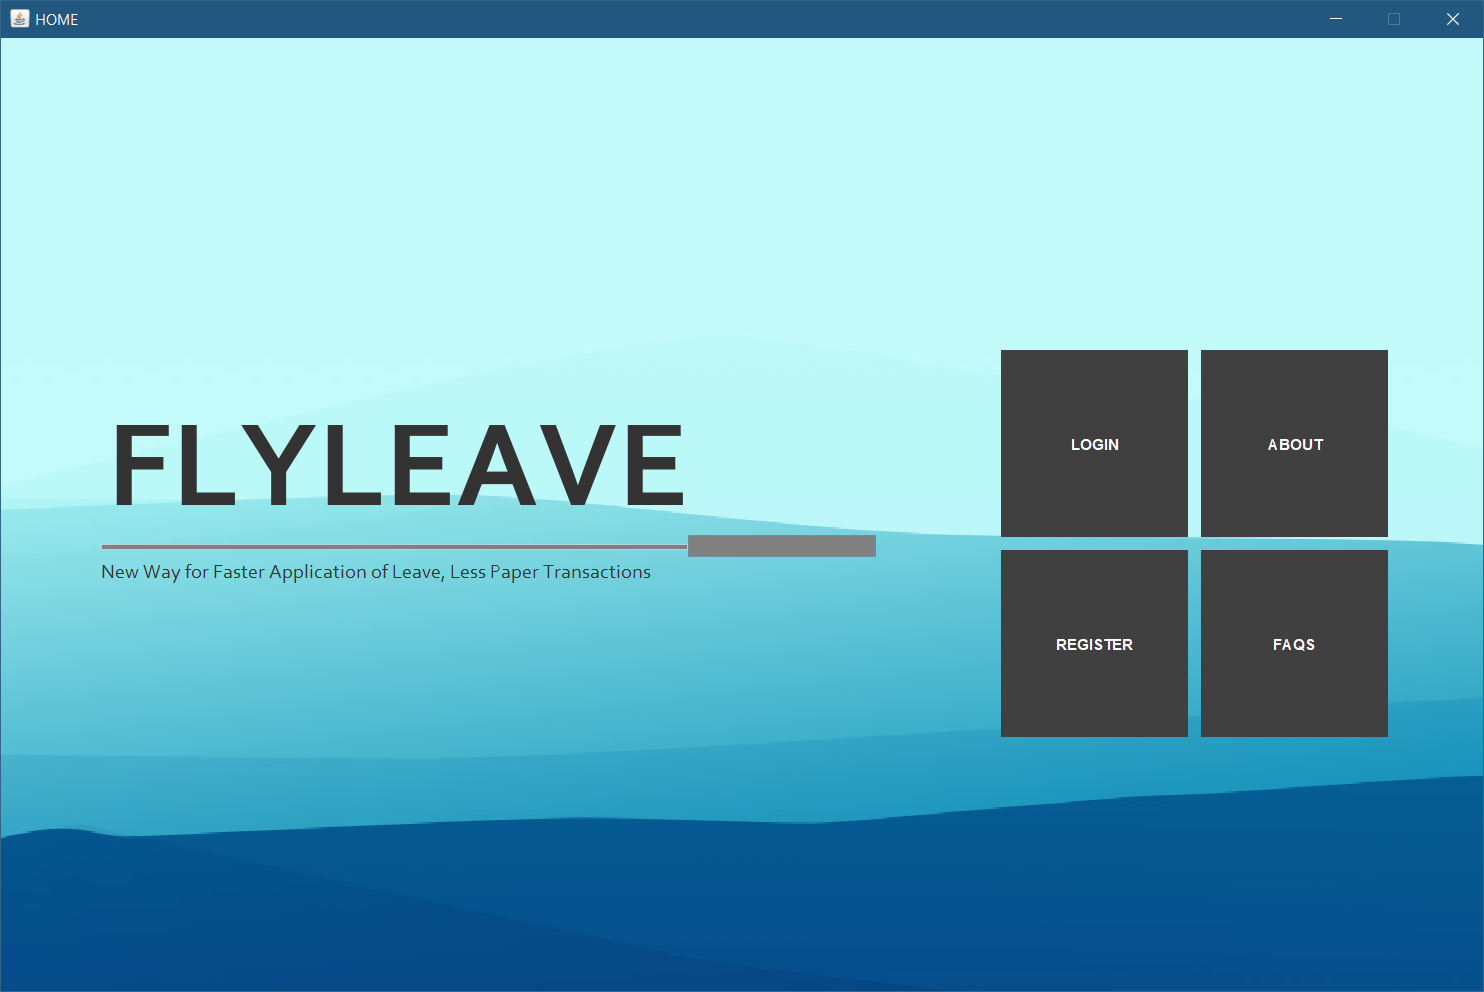 HOME
FLYLEAVE
New Way for Faster Application of Leave, Less Paper Transactions
LOGIN
ABOUT
REGISTER
FAQS